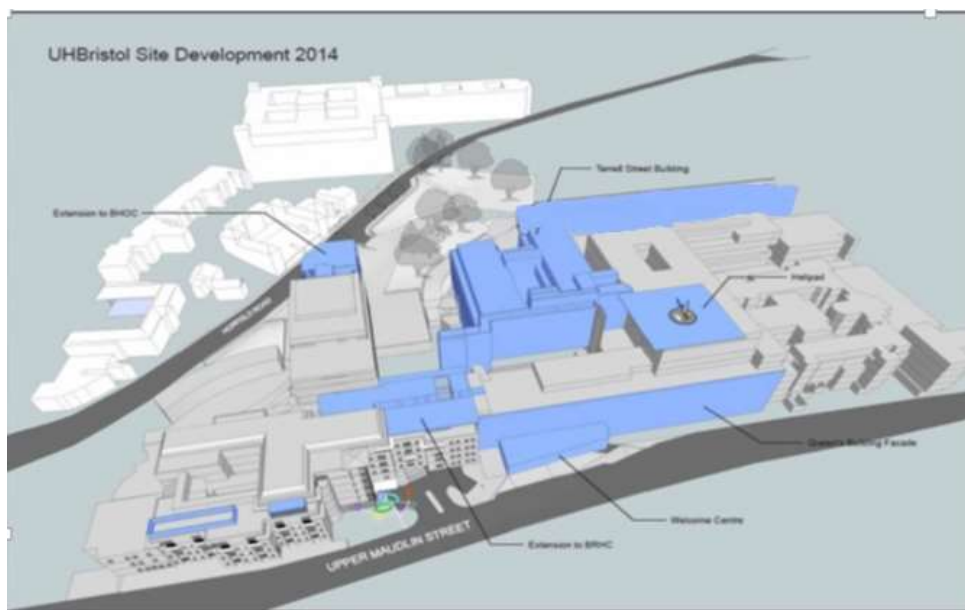 UHBristol Site Development 2014
Terrell Street Building
Extension to BHOC
Helipad
HORFIELD ROAD
Queen's Building Facade
Welcome Centre
Extension to BRHC
UPPER MAUDLIN STREET